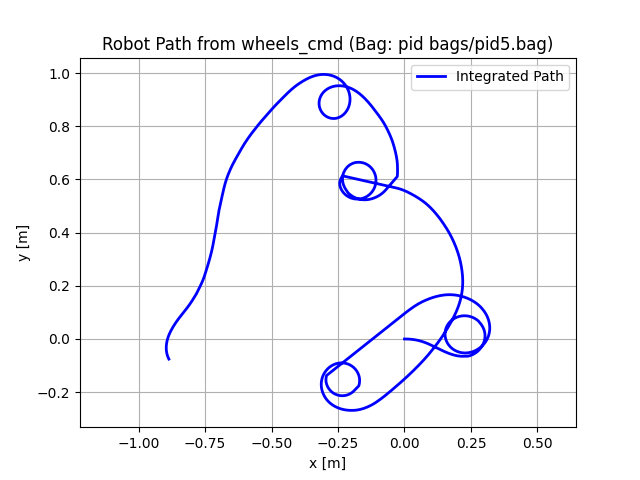 Robot Path from wheels_cmd (Bag: pid bags/pid5.bag)
Integrated Path
1.0
0.8
0.6
0.4
0.2
0.0
−0.2
y [m]
−1.00 −0.75 −0.50 −0.25 0.00 0.25 0.50
x [m]